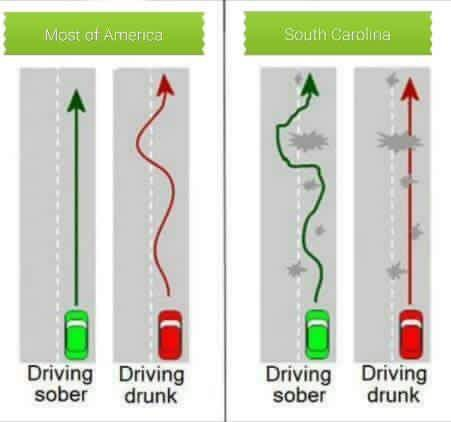 Most of America
South Carolina
Driving
sober
Driving
drunk
Driving
sober
Driving
drunk